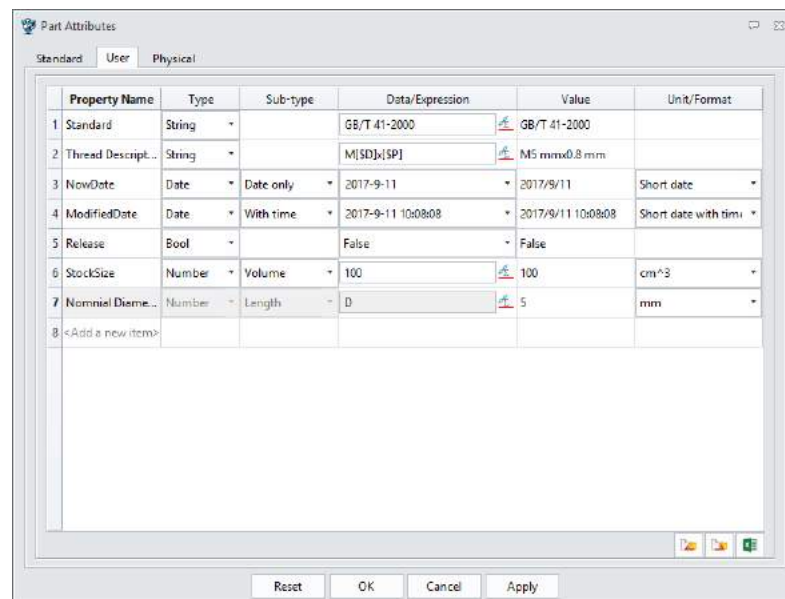 Part Attributes
Standard User Physical
Property Name Type Sub-type Data/Expression Value Unit/Format
1 Standard String GB/T 41-2000 GB/T 41-2000
2 Thread Descript... String M[$D]x[$P] M5 mmx0.8 mm
3 NowDate Date Date only 2017-9-11 2017/9/11 Short date
4 ModifiedDate Date With time 2017-9-11 10:08:08 2017/9/11 10:08:08 Short date with time
5 Release Bool False False
6 StockSize Number Volume 100 100 cm^3
7 Nomnial Diame... Number Length D 5 mm
8 <Add a new item>
Reset OK Cancel Apply